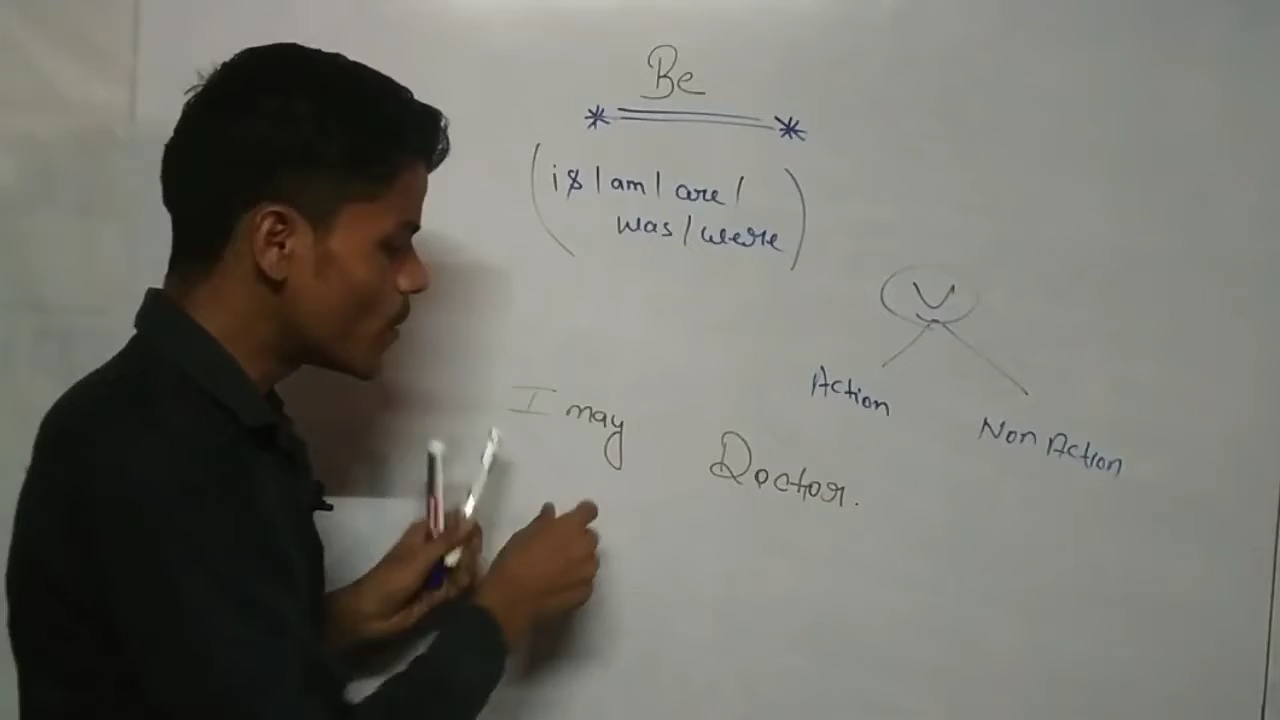 Be
(is/am/are/
was/were)
V
Action
Non Action
I may Doctor.